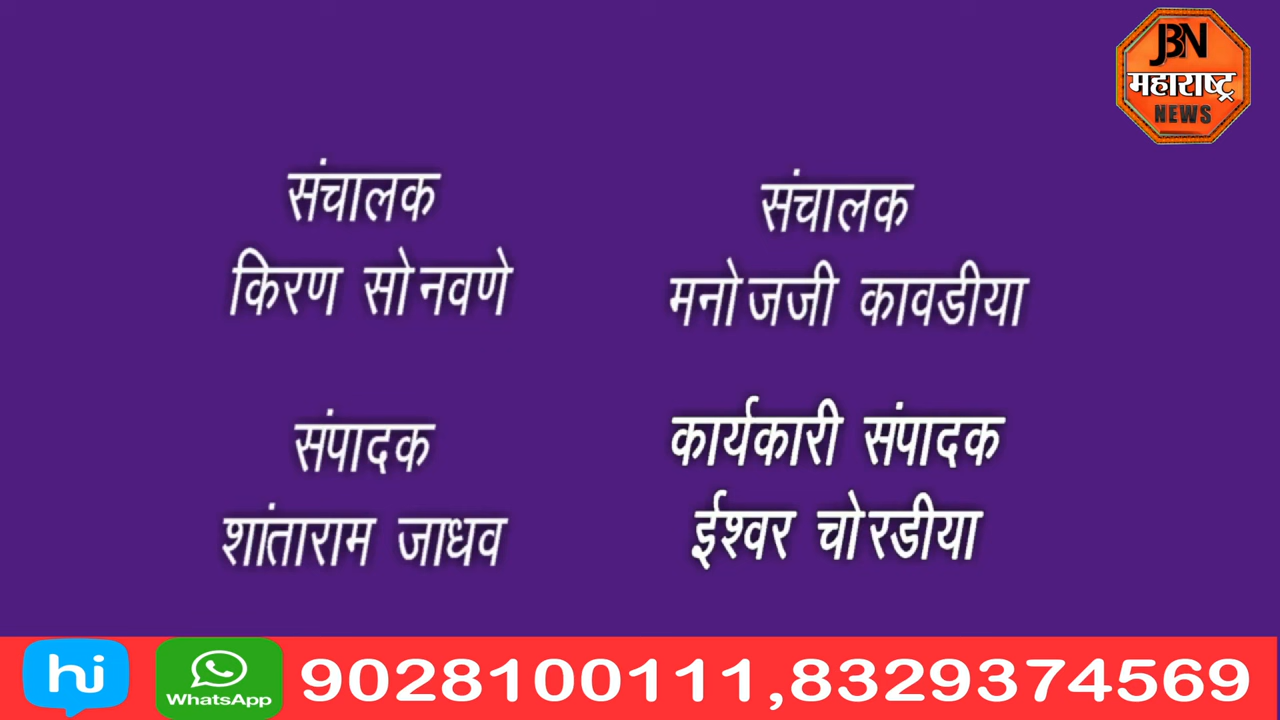 JBN
महाराष्ट्र
NEWS
संचालक
किरण सोनवणे
संचालक
मनोजजी कावडीया
संपादक
शांताराम जाधव
कार्यकारी संपादक
ईश्वर चोरडीया
hi
WhatsApp
9028100111,8329374569